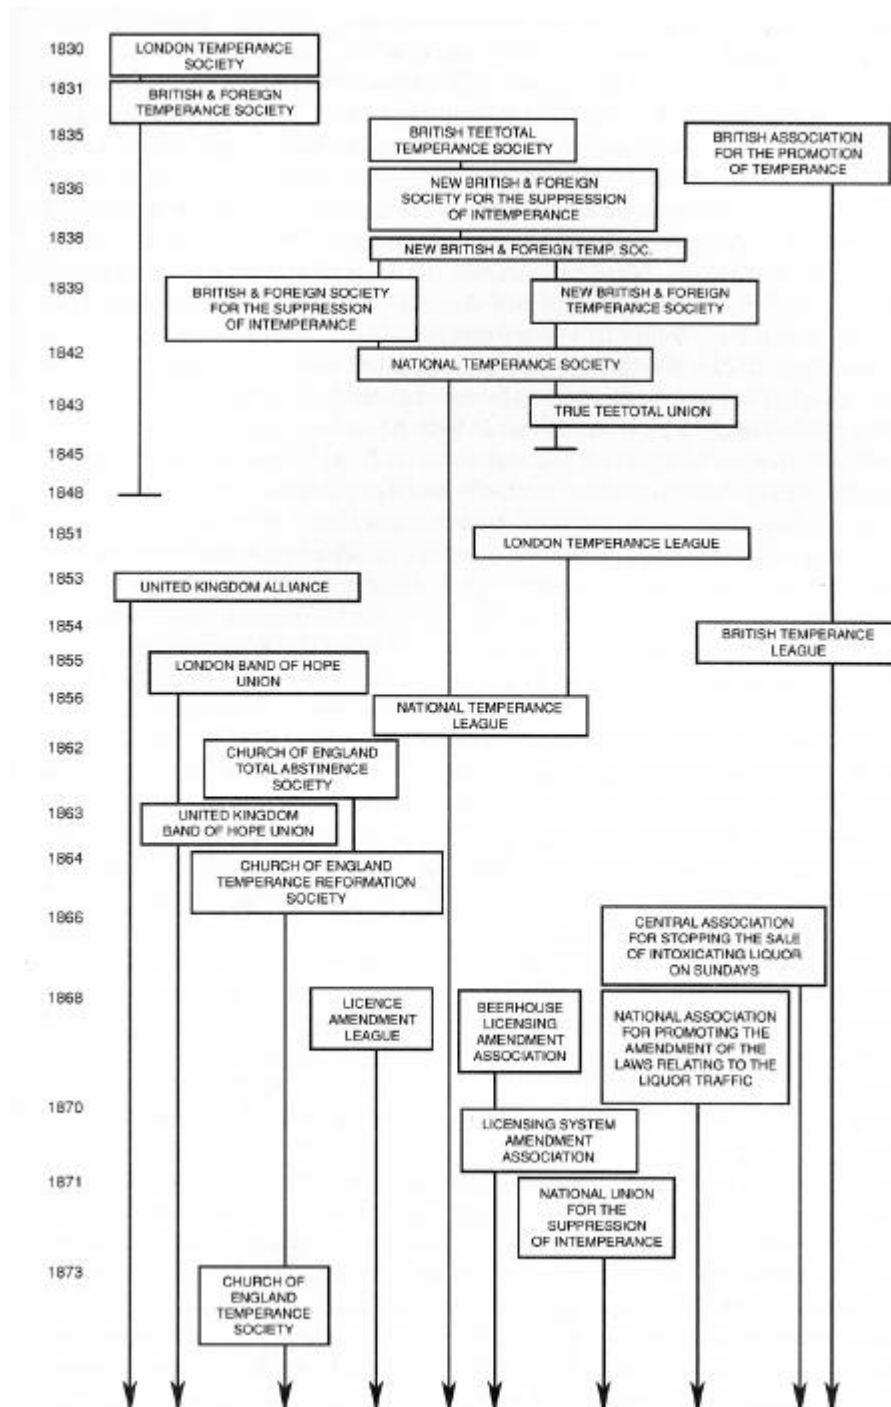 1830
LONDON TEMPERANCE
SOCIETY
1831
BRITISH & FOREIGN
TEMPERANCE SOCIETY
1835
BRITISH TEETOTAL
TEMPERANCE SOCIETY
BRITISH ASSOCIATION
FOR THE PROMOTION
OF TEMPERANCE
1836
NEW BRITISH & FOREIGN
SOCIETY FOR THE SUPPRESSION
OF INTEMPERANCE
1838
NEW BRITISH & FOREIGN TEMP. SOC.
1839
BRITISH & FOREIGN SOCIETY
FOR THE SUPPRESSION
OF INTEMPERANCE
NEW BRITISH & FOREIGN
TEMPERANCE SOCIETY
1842
NATIONAL TEMPERANCE SOCIETY
1843
TRUE TEETOTAL UNION
1845
1848
1851
LONDON TEMPERANCE LEAGUE
1853
UNITED KINGDOM ALLIANCE
1854
BRITISH TEMPERANCE
LEAGUE
1855
LONDON BAND OF HOPE
UNION
1856
NATIONAL TEMPERANCE
LEAGUE
1862
CHURCH OF ENGLAND
TOTAL ABSTINENCE
SOCIETY
1963
UNITED KINGDOM
BAND OF HOPE UNION
1864
CHURCH OF ENGLAND
TEMPERANCE REFORMATION
SOCIETY
1866
CENTRAL ASSOCIATION
FOR STOPPING THE SALE
OF INTOXICATING LIQUOR
ON SUNDAYS
1868
LICENCE
AMENDMENT
LEAGUE
BEERHOUSE
LICENSING
AMENDMENT
ASSOCIATION
NATIONAL ASSOCIATION
FOR PROMOTING THE
AMENDMENT OF THE
LAWS RELATING TO THE
LIQUOR TRAFFIC
1870
LICENSING SYSTEM
AMENDMENT
ASSOCIATION
1871
NATIONAL UNION
FOR THE
SUPPRESSION
OF INTEMPERANCE
1873
CHURCH OF
ENGLAND
TEMPERANCE
SOCIETY